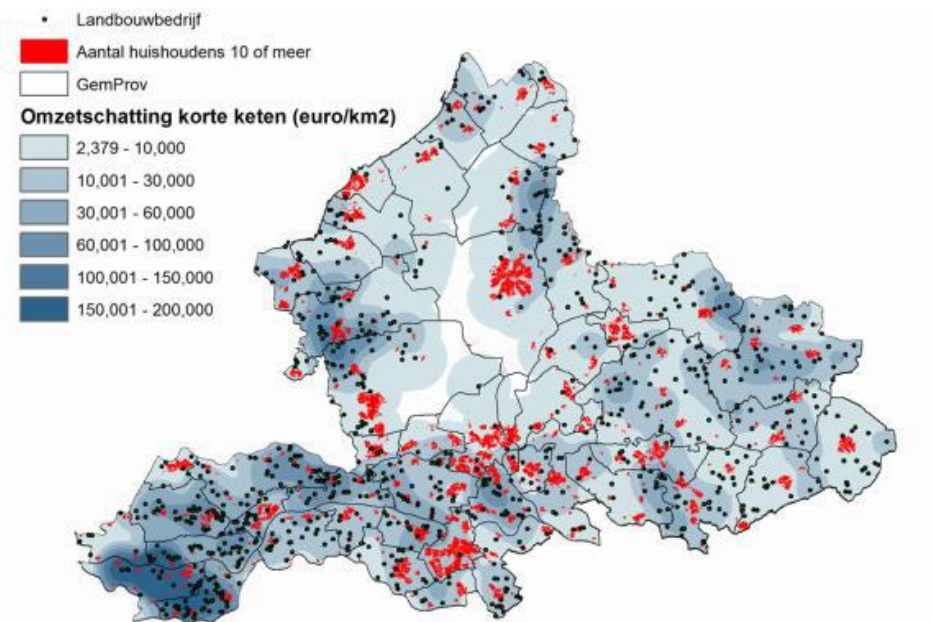 Landbouwbedrijf
Aantal huishoudens 10 of meer
GemProv
Omzetschatting korte keten (euro/km2)
2,379 - 10,000
10,001 - 30,000
30,001 - 60,000
60,001 - 100,000
100,001 - 150,000
150,001 - 200,000